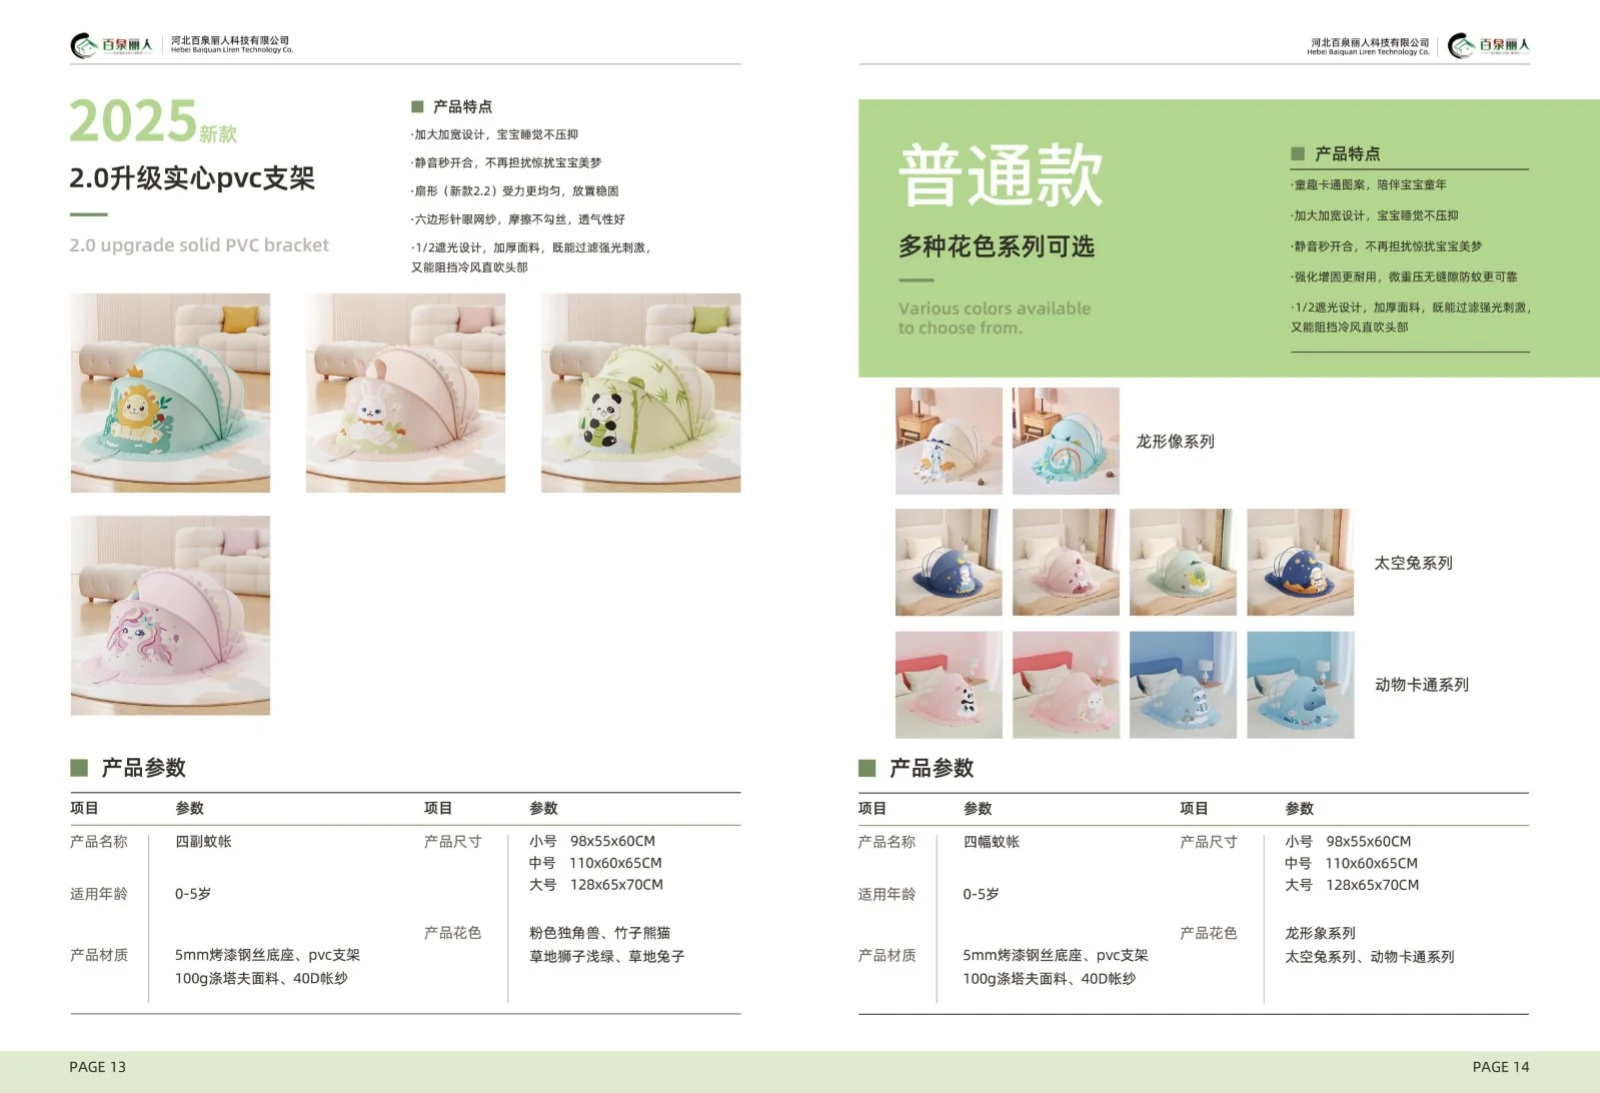 百泉丽人
河北百泉丽人科技有限公司
Hebei Baiquan Liren Technology Co.
2025新款
2.0升级实心pvc支架
2.0 upgrade solid PVC bracket
产品特点
·加大加宽设计，宝宝睡觉不压抑
·静音秒开合，不再担扰惊扰宝宝美梦
·扇形（新款2.2）受力更均匀，放置稳固
·六边形针眼网纱，摩擦不勾丝，透气性好
·1/2遮光设计，加厚面料，既能过滤强光刺激，
又能阻挡冷风直吹头部
产品参数
项目 参数 项目 参数
产品名称 四副蚊帐 产品尺寸 小号 98x55x60CM
中号 110x60x65CM
大号 128x65x70CM
适用年龄 0-5岁
产品花色 粉色独角兽、竹子熊猫
草地狮子浅绿、草地兔子
产品材质 5mm烤漆钢丝底座、pvc支架
100g涤塔夫面料、40D帐纱
PAGE 13
河北百泉丽人科技有限公司
Hebei Baiquan Liren Technology Co.
百泉丽人
普通款
多种花色系列可选
Various colors available
to choose from.
产品特点
·童趣卡通图案，陪伴宝宝童年
·加大加宽设计，宝宝睡觉不压抑
·静音秒开合，不再担扰惊扰宝宝美梦
·强化增固更耐用，微重压无缝隙防蚊更可靠
·1/2遮光设计，加厚面料，既能过滤强光刺激，
又能阻挡冷风直吹头部
龙形像系列
太空兔系列
动物卡通系列
产品参数
项目 参数 项目 参数
产品名称 四幅蚊帐 产品尺寸 小号 98x55x60CM
中号 110x60x65CM
大号 128x65x70CM
适用年龄 0-5岁
产品花色 龙形象系列
太空兔系列、动物卡通系列
产品材质 5mm烤漆钢丝底座、pvc支架
100g涤塔夫面料、40D帐纱
PAGE 14